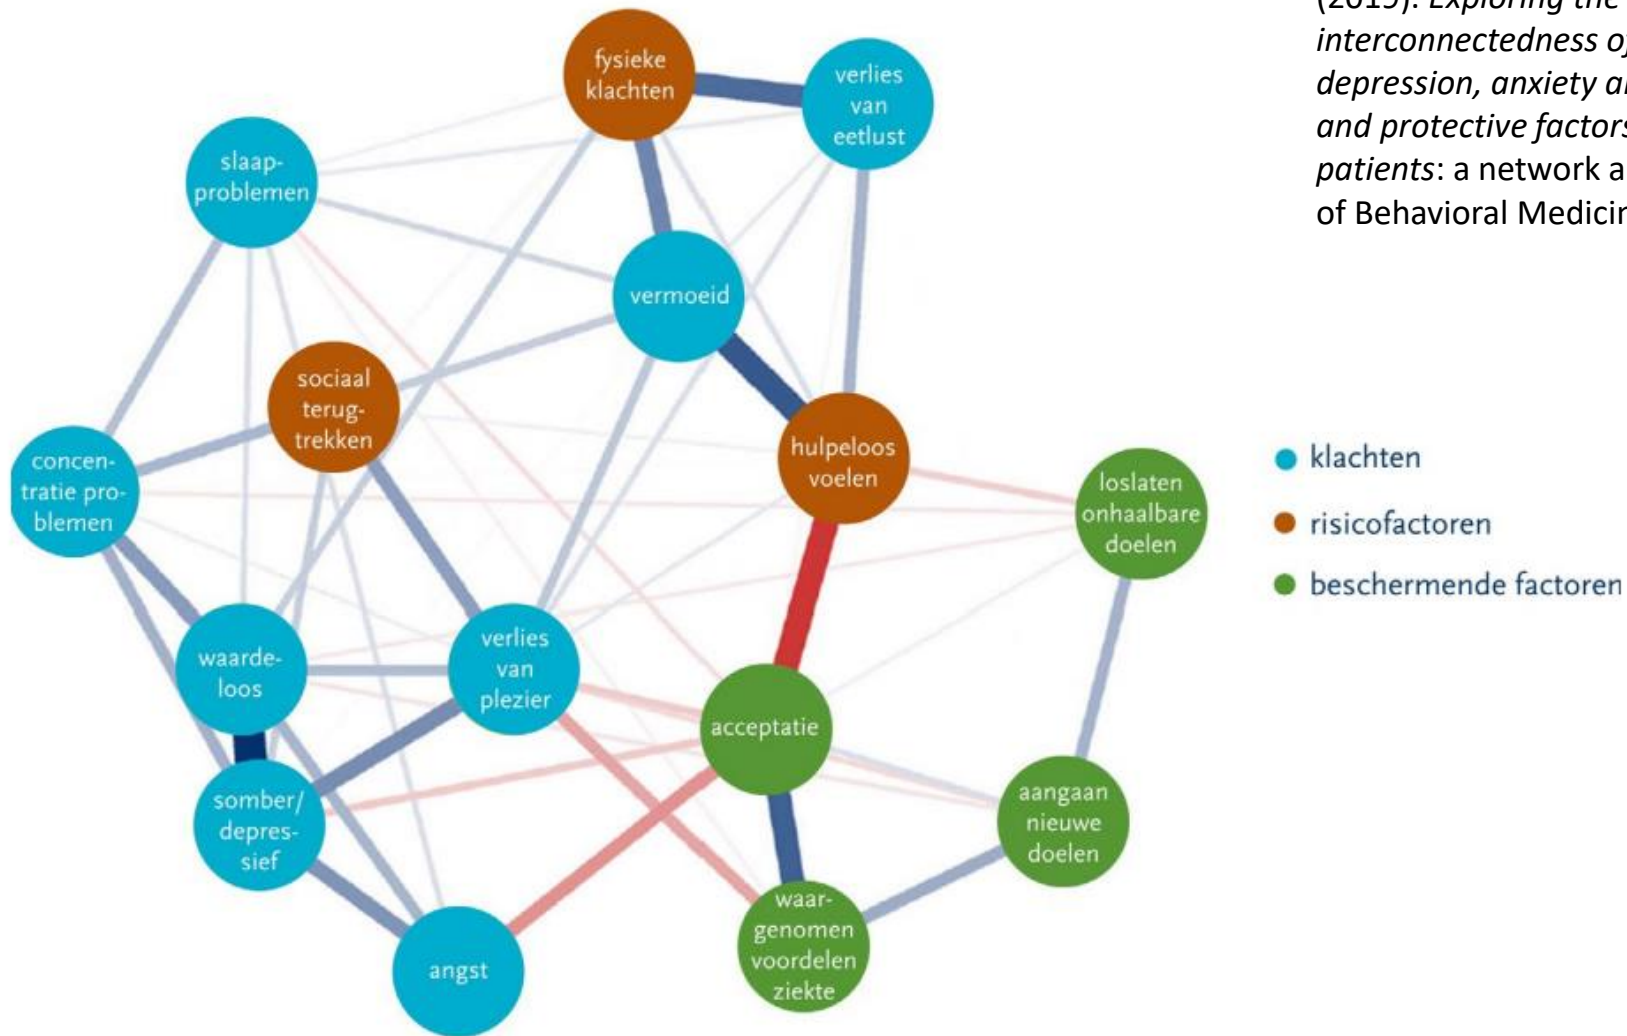 (2019). Exploring the
interconnectedness of
depression, anxiety
and protective factors
patients: a network
of Behavioral
fysieke
klachten
verlies
van
eetlust
slaap-
problemen
vermoeid
sociaal
terug-
trekken
hulpeloos
voelen
concen-
tratie pro-
blemen
loslaten
onhaalbare
doelen
klachten
risicofactoren
beschermende factoren
waarde-
loos
verlies
van
plezier
acceptatie
somber/
depres-
sief
aangaan
nieuwe
doelen
angst
waar-
genomen
voordelen
ziekte